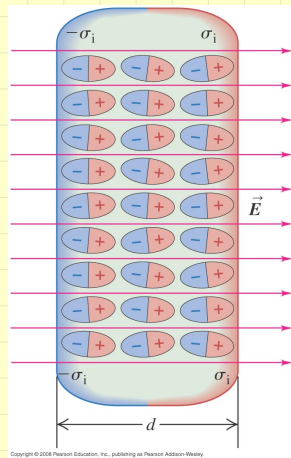 −σi σi
E⃗
−σi σi
d
Copyright © 2008 Pearson Education, Inc., publishing as Pearson Addison-Wesley.